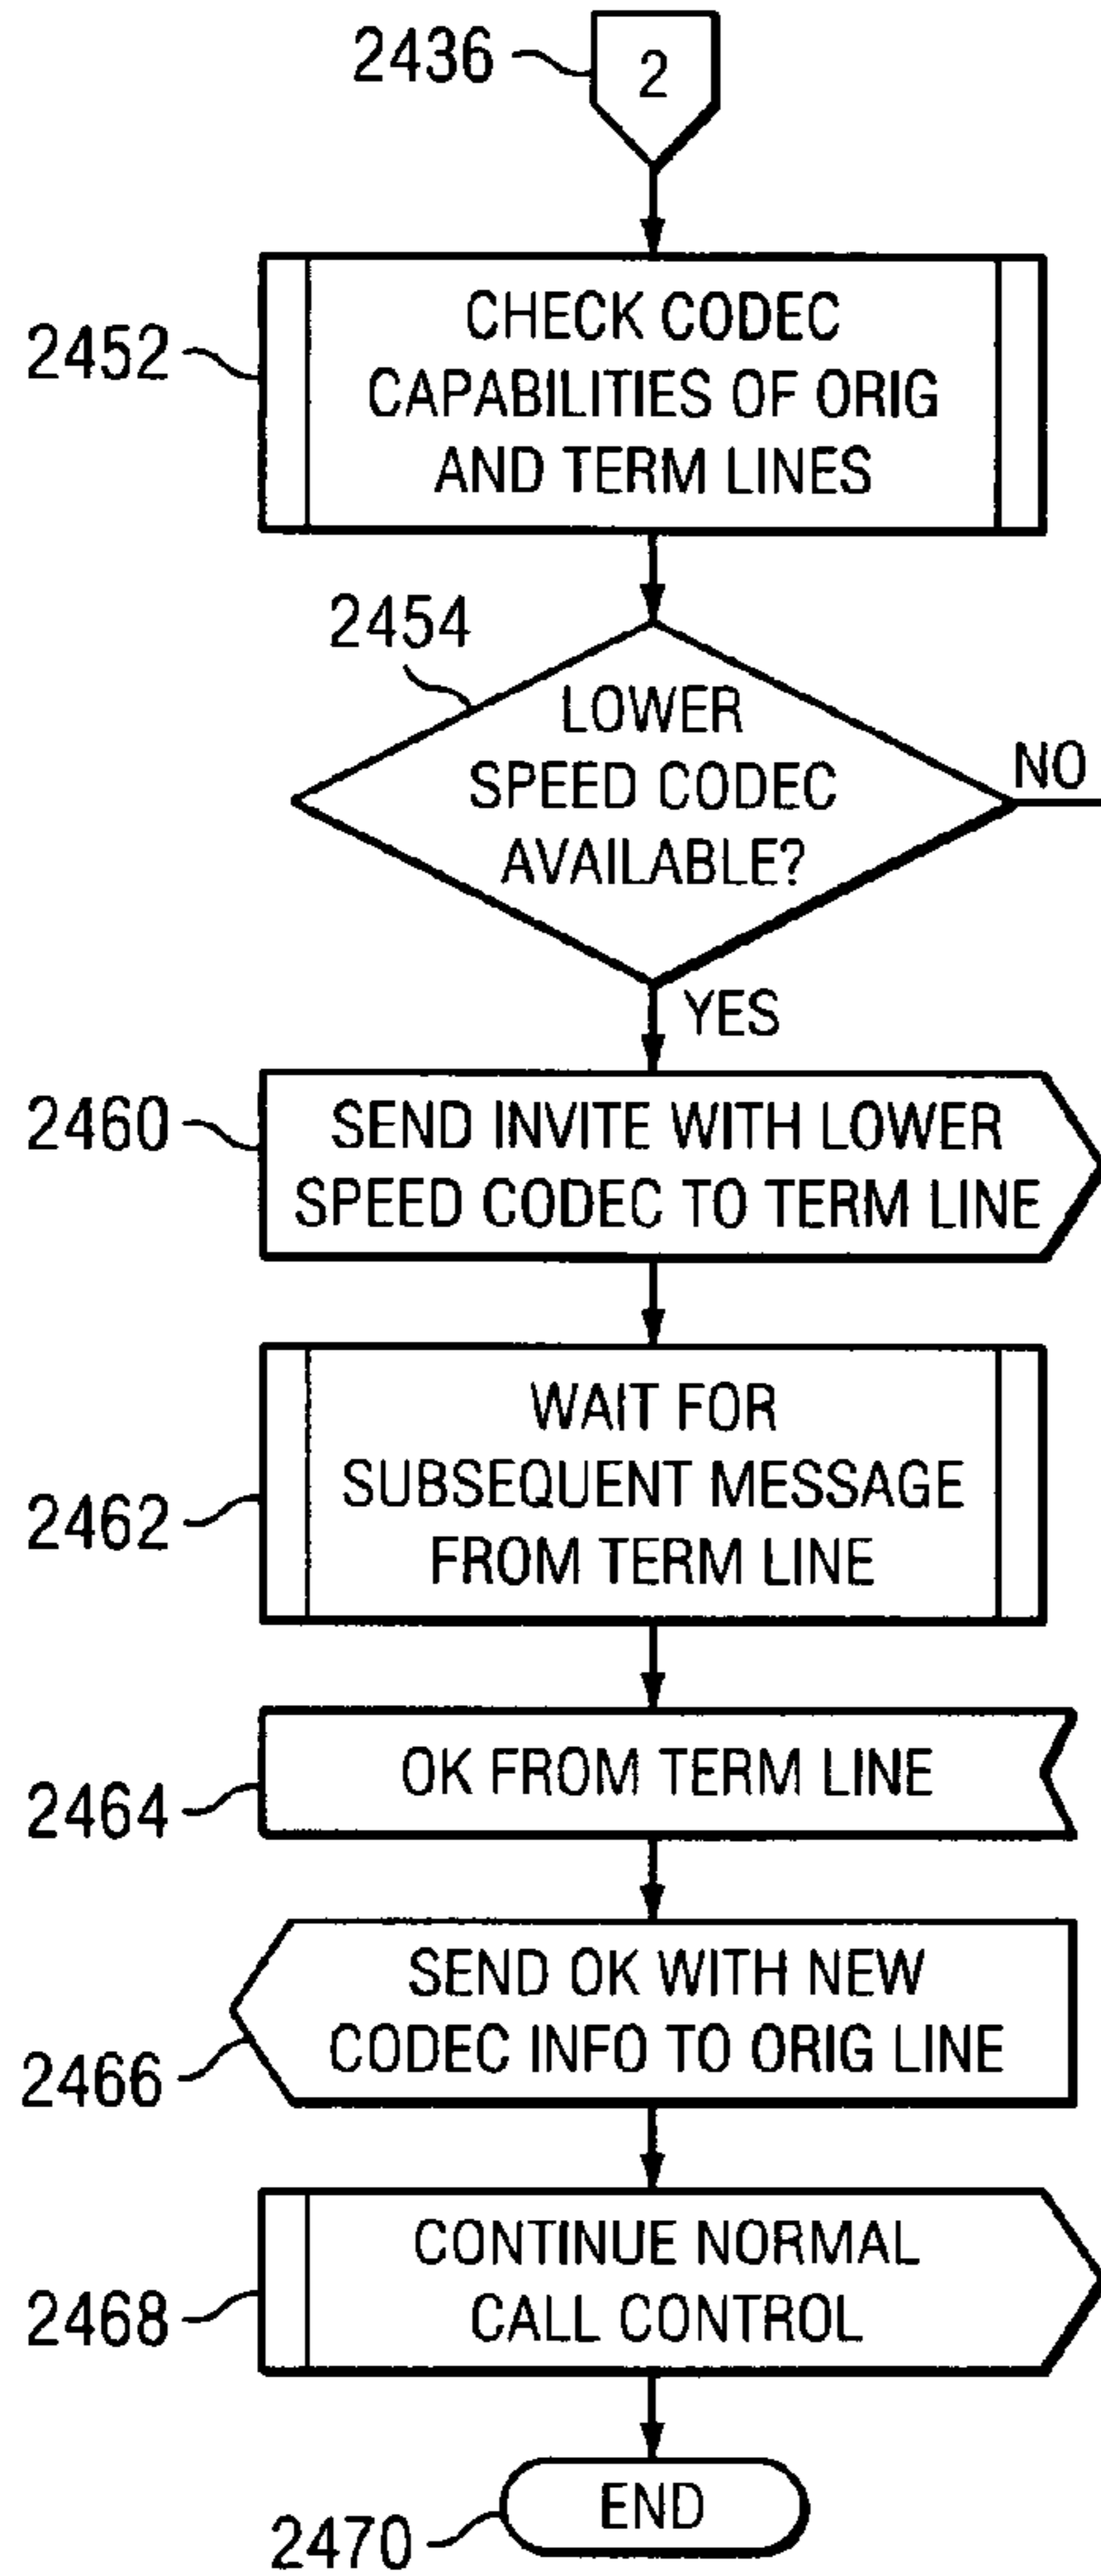 2436
2
2452
CHECK CODEC
CAPABILITIES OF ORIG
AND TERM LINES
2454
LOWER
SPEED CODEC
AVAILABLE?
NO
YES
2460
SEND INVITE WITH LOWER
SPEED CODEC TO TERM LINE
2462
WAIT FOR
SUBSEQUENT MESSAGE
FROM TERM LINE
2464
OK FROM TERM LINE
2466
SEND OK WITH NEW
CODEC INFO TO ORIG LINE
2468
CONTINUE NORMAL
CALL CONTROL
2470
END